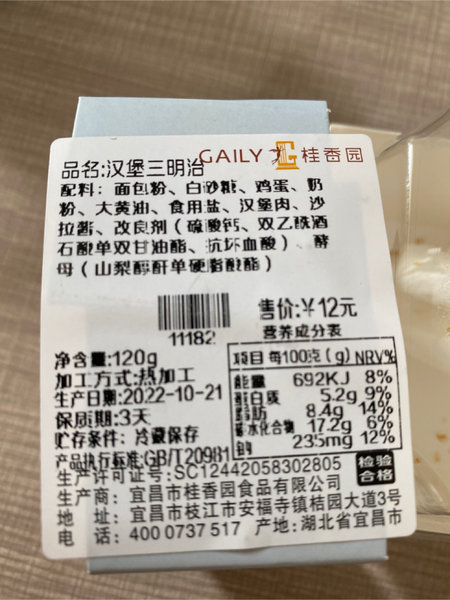 GAILY 桂香园
品名:汉堡三明治
配料：面包粉、白砂糖、鸡蛋、奶
粉、大黄油、食用盐、汉堡肉、沙
拉酱、改良剂（硫酸钙、双乙酰酒
石酸单双甘油酯、抗坏血酸）、酵
母（山梨醇酐单硬脂酸酯）
11182
售价:￥12元
营养成分表
净含量:120g
加工方式:热加工
生产日期:2022-10-21
保质期:3天
贮存条件：冷藏保存
产品执行标准:GB/T20981
项目 每100克(g) NRV%
能量 692KJ 8%
蛋白质 5.2g 9%
脂肪 8.4g 14%
碳水化合物 17.2g 6%
钠 235mg 12%
生产许可证号:SC12442058302805
检验
合格
生产商：宜昌市桂香园食品有限公司
地 址：宜昌市枝江市安福寺镇桔园大道3号
电 话：4000737517 产地:湖北省宜昌市